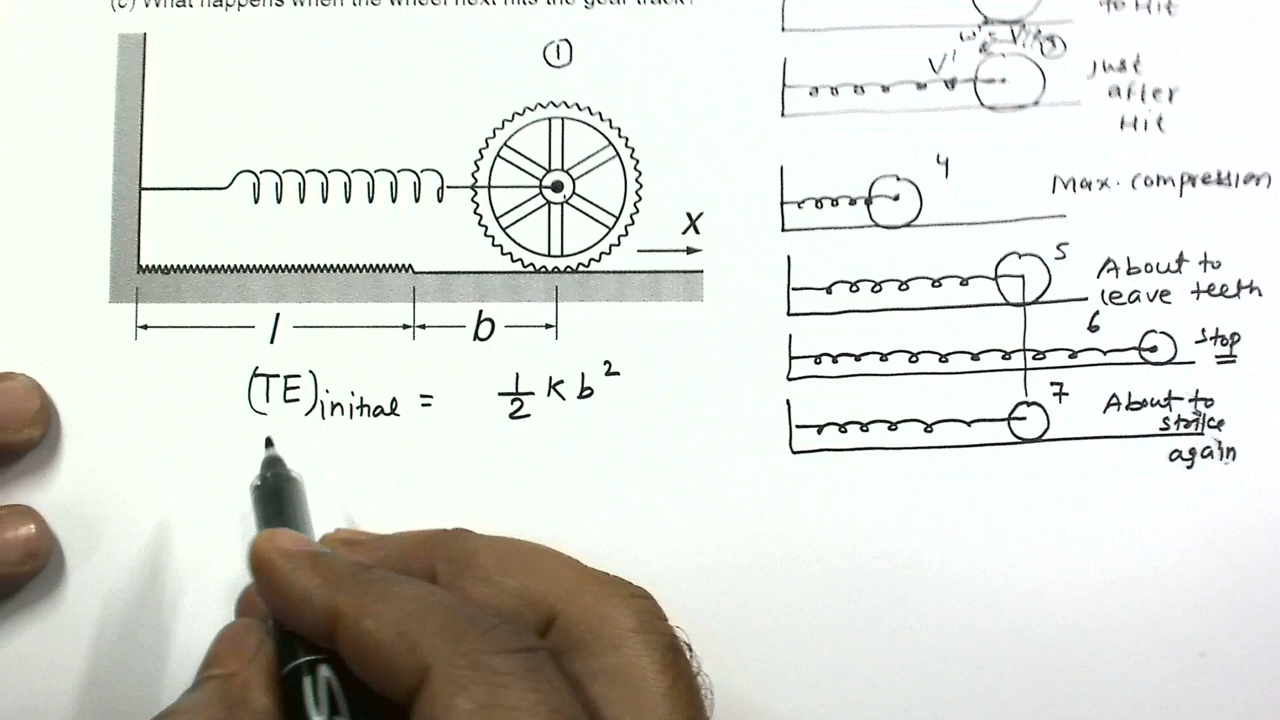 (c) What happens when the wheel next hits the gear track?
1
x
l
b
(TE)initial = 1/2 k b²
to Hit
3
V'
Just
after
Hit
4
Max. compression
5
About to
leave teeth
6
stop
7
About to
strike
again